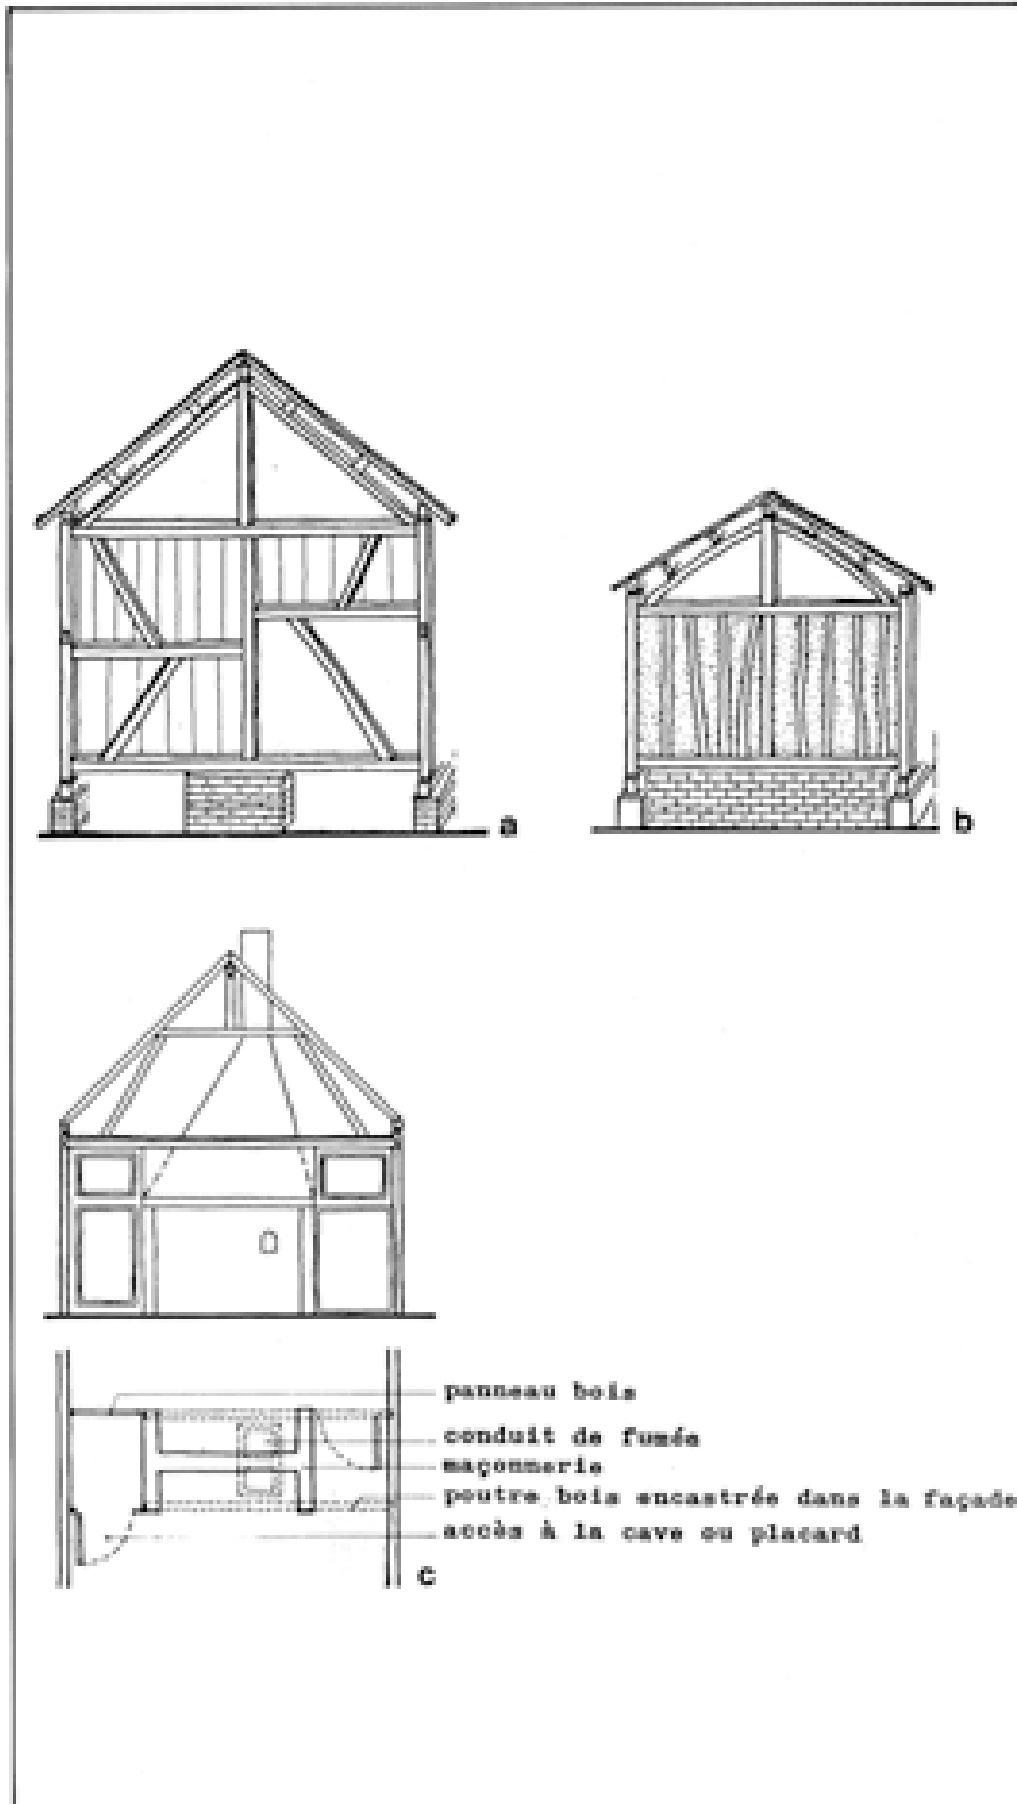 a
b
panneau bois
conduit de fumée
maçonnerie
poutre bois encastrée dans la façade
accès à la cave ou placard
c